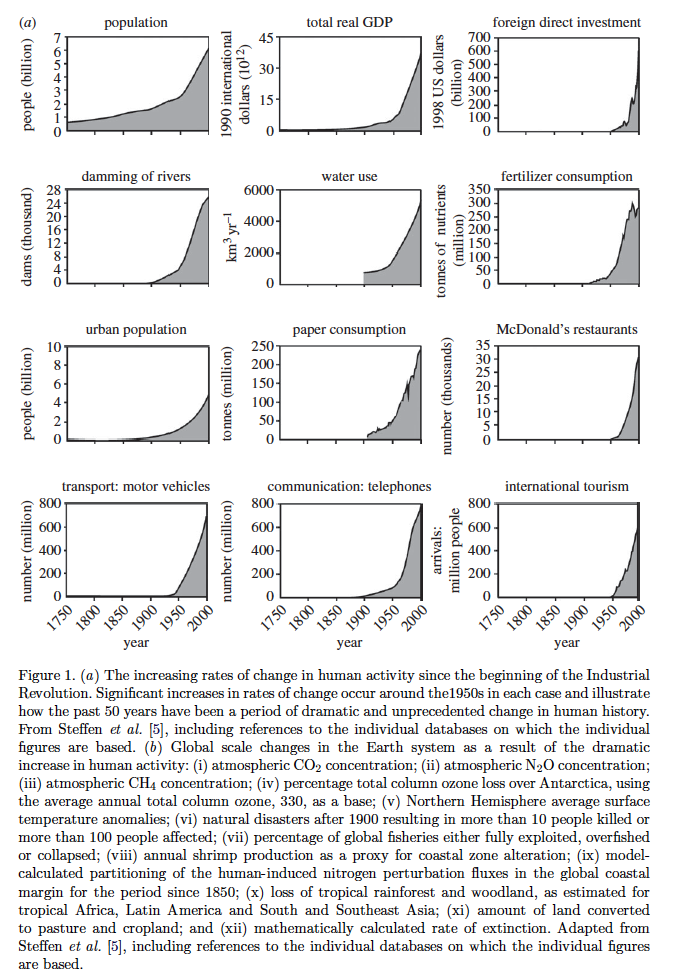 (a) population
total real GDP
foreign direct investment
people (billion)
7
6
5
4
3
2
1
0
1990 international
dollars (10¹²)
45
30
15
0
1998 US dollars
(billion)
700
600
500
400
300
200
100
0
damming of rivers
water use
fertilizer consumption
dams (thousand)
28
24
20
16
12
8
4
0
km³ yr⁻¹
6000
4000
2000
0
tonnes of nutrients
(million)
350
300
250
200
150
100
50
0
urban population
paper consumption
McDonald's restaurants
people (billion)
10
8
6
4
2
0
tonnes (million)
250
200
150
100
50
0
number (thousands)
35
30
25
20
15
10
5
0
transport: motor vehicles
communication: telephones
international tourism
number (million)
800
600
400
200
0
number (million)
800
600
400
200
0
arrivals:
million people
800
600
400
200
0
1750 1800 1850 1900 1950 2000
year
1750 1800 1850 1900 1950 2000
year
1750 1800 1850 1900 1950 2000
year
Figure 1. (a) The increasing rates of change in human activity since the beginning of the Industrial
Revolution. Significant increases in rates of change occur around the1950s in each case and illustrate
how the past 50 years have been a period of dramatic and unprecedented change in human history.
From Steffen et al. [5], including references to the individual databases on which the individual
figures are based. (b) Global scale changes in the Earth system as a result of the dramatic
increase in human activity: (i) atmospheric CO₂ concentration; (ii) atmospheric N₂O concentration;
(iii) atmospheric CH₄ concentration; (iv) percentage total column ozone loss over Antarctica, using
the average annual total column ozone, 330, as a base; (v) Northern Hemisphere average surface
temperature anomalies; (vi) natural disasters after 1900 resulting in more than 10 people killed or
more than 100 people affected; (vii) percentage of global fisheries either fully exploited, overfished
or collapsed; (viii) annual shrimp production as a proxy for coastal zone alteration; (ix) model-
calculated partitioning of the human-induced nitrogen perturbation fluxes in the global coastal
margin for the period since 1850; (x) loss of tropical rainforest and woodland, as estimated for
tropical Africa, Latin America and South and Southeast Asia; (xi) amount of land converted
to pasture and cropland; and (xii) mathematically calculated rate of extinction. Adapted from
Steffen et al. [5], including references to the individual databases on which the individual figures
are based.